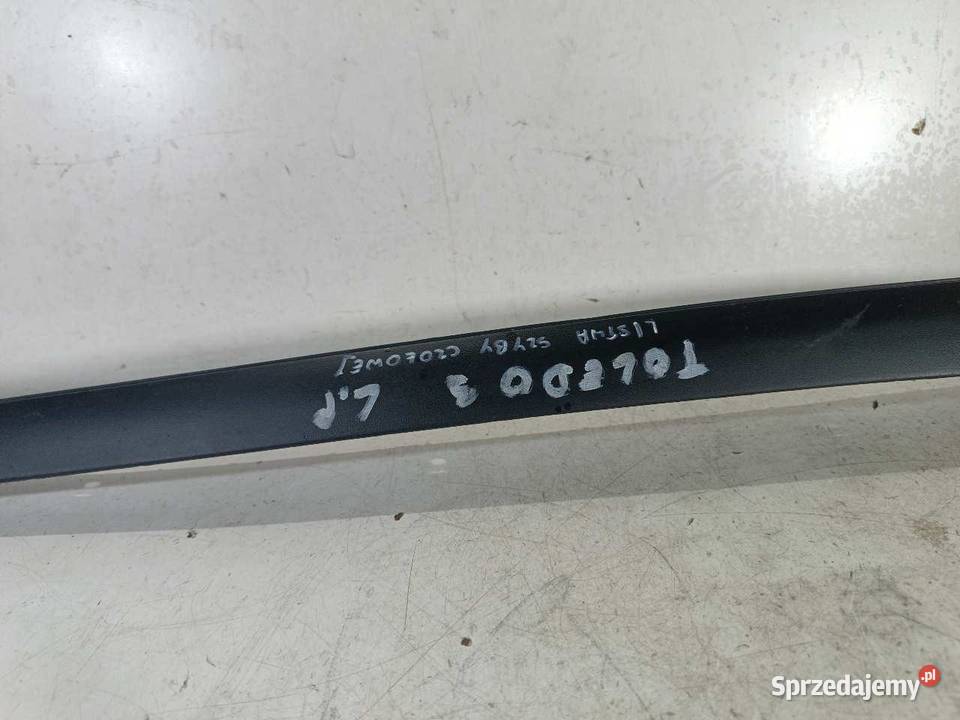 TOLEDO 3 L.P
LISTWA SZYBY CZOŁOWEJ
Sprzedajemy.pl